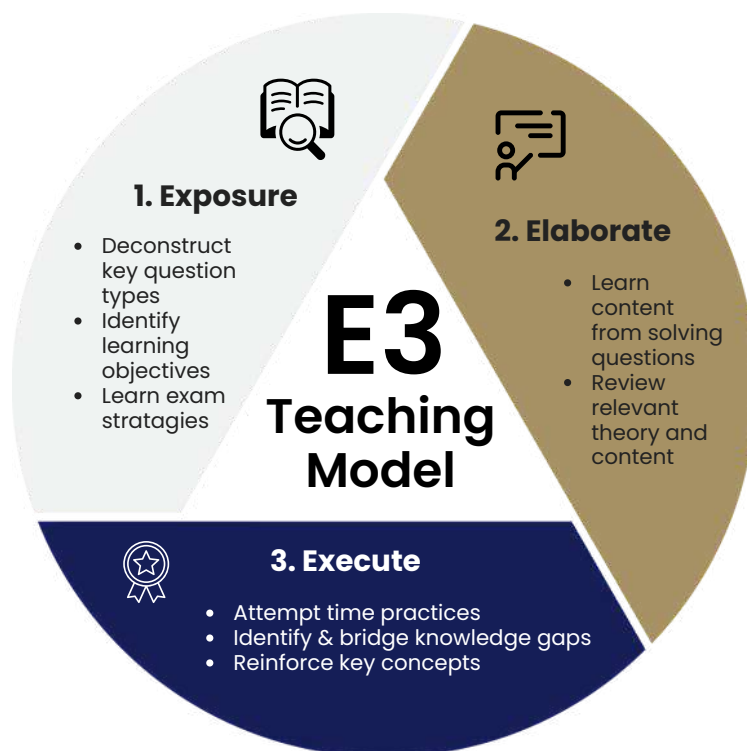 1. Exposure
• Deconstruct
key question
types
• Identify
learning
objectives
• Learn exam
stratagies
2. Elaborate
• Learn
content
from solving
questions
• Review
relevant
theory and
content
E3
Teaching
Model
3. Execute
• Attempt time practices
• Identify & bridge knowledge gaps
• Reinforce key concepts